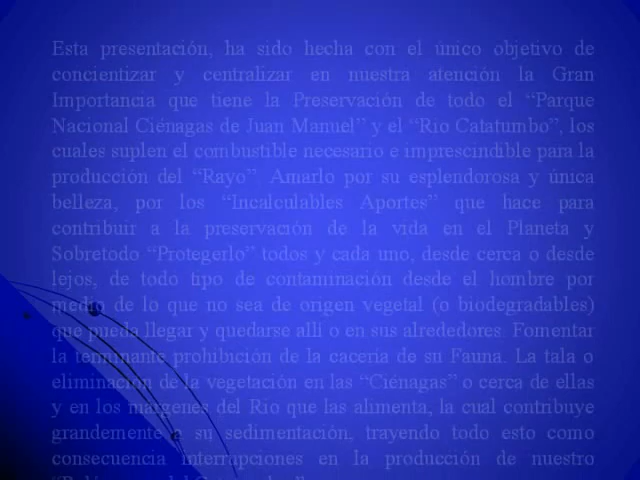 Esta presentación, ha sido hecha con el único objetivo de
concientizar y centralizar en nuestra atención la Gran
Importancia que tiene la Preservación de todo el “Parque
Nacional Ciénagas de Juan Manuel” y el “Rio Catatumbo”, los
cuales suplen el combustible necesario e imprescindible para la
producción del “Rayo”. Amarlo por su esplendorosa y única
belleza, por los “Incalculables Aportes” que hace para
contribuir a la preservación de la vida en el Planeta y
Sobretodo “Protegerlo” todos y cada uno, desde cerca o desde
lejos, de todo tipo de contaminación desde el hombre por
medio de lo que no sea de origen vegetal (o biodegradables)
que pueda llegar y quedarse allí o en sus alrededores. Fomentar
la terminante prohibición de la cacería de su Fauna. La tala o
eliminación de la vegetación en las “Ciénagas” o cerca de ellas
y en los márgenes del Río que las alimenta, la cual contribuye
grandemente a su sedimentación, trayendo todo esto como
consecuencia interrupciones en la producción de nuestro